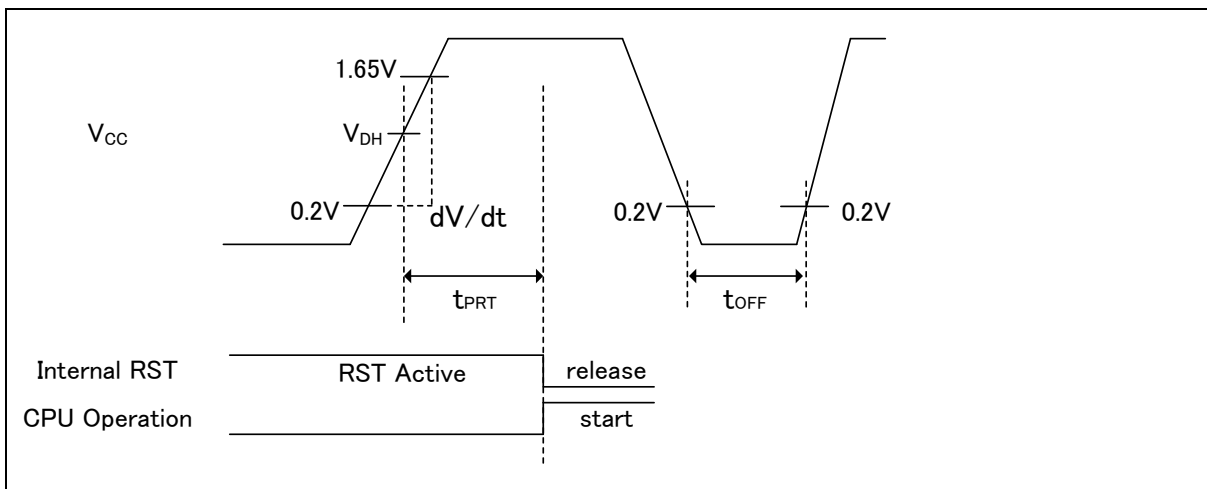 1.65V
VCC
VDH
0.2V
dV/dt
0.2V
0.2V
tPRT
tOFF
Internal RST
RST Active
release
CPU Operation
start